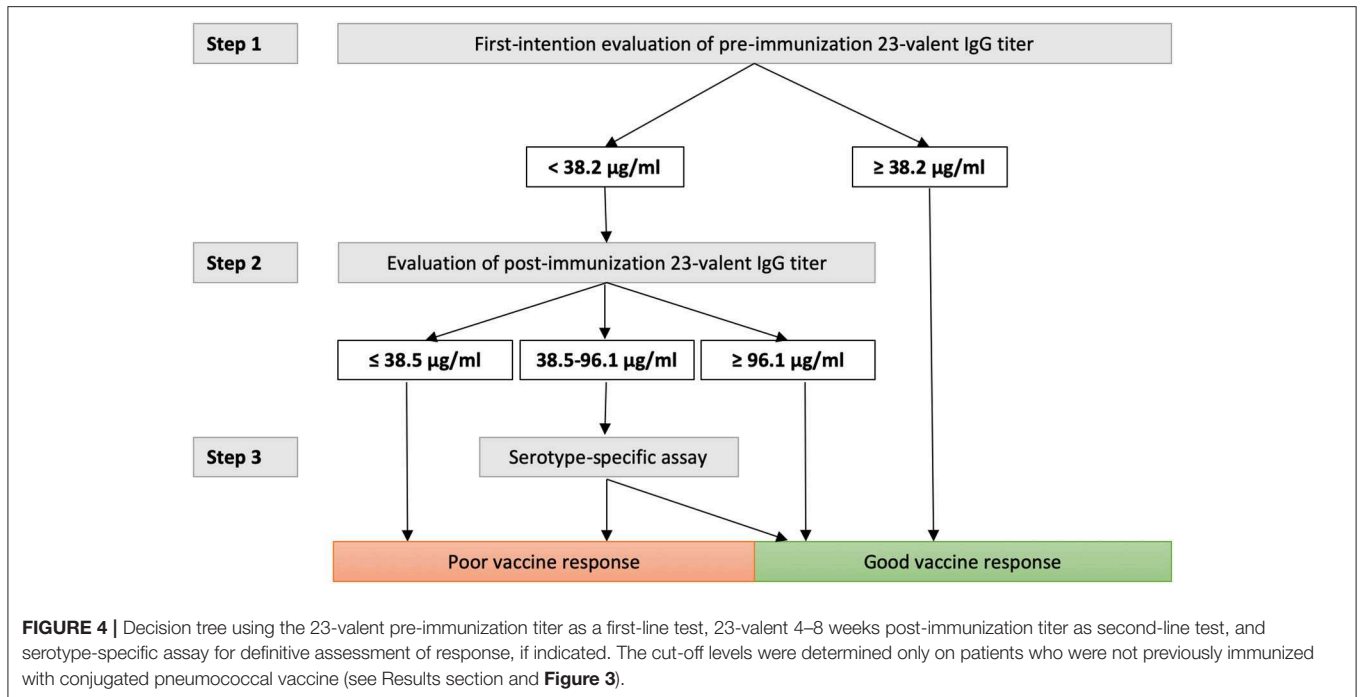 Step 1
First-intention evaluation of pre-immunization 23-valent IgG titer
< 38.2 µg/ml
≥ 38.2 µg/ml
Step 2
Evaluation of post-immunization 23-valent IgG titer
≤ 38.5 µg/ml
38.5-96.1 µg/ml
≥ 96.1 µg/ml
Step 3
Serotype-specific assay
Poor vaccine response
Good vaccine response
FIGURE 4 | Decision tree using the 23-valent pre-immunization titer as a first-line test, 23-valent 4–8 weeks post-immunization titer as second-line test, and
serotype-specific assay for definitive assessment of response, if indicated. The cut-off levels were determined only on patients who were not previously immunized
with conjugated pneumococcal vaccine (see Results section and Figure 3).